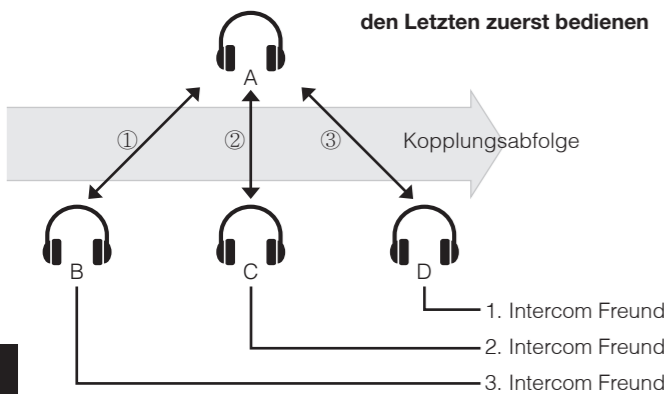 den Letzten zuerst bedienen
A
① ② ③ Kopplungsabfolge
B C D
1. Intercom Freund
2. Intercom Freund
3. Intercom Freund